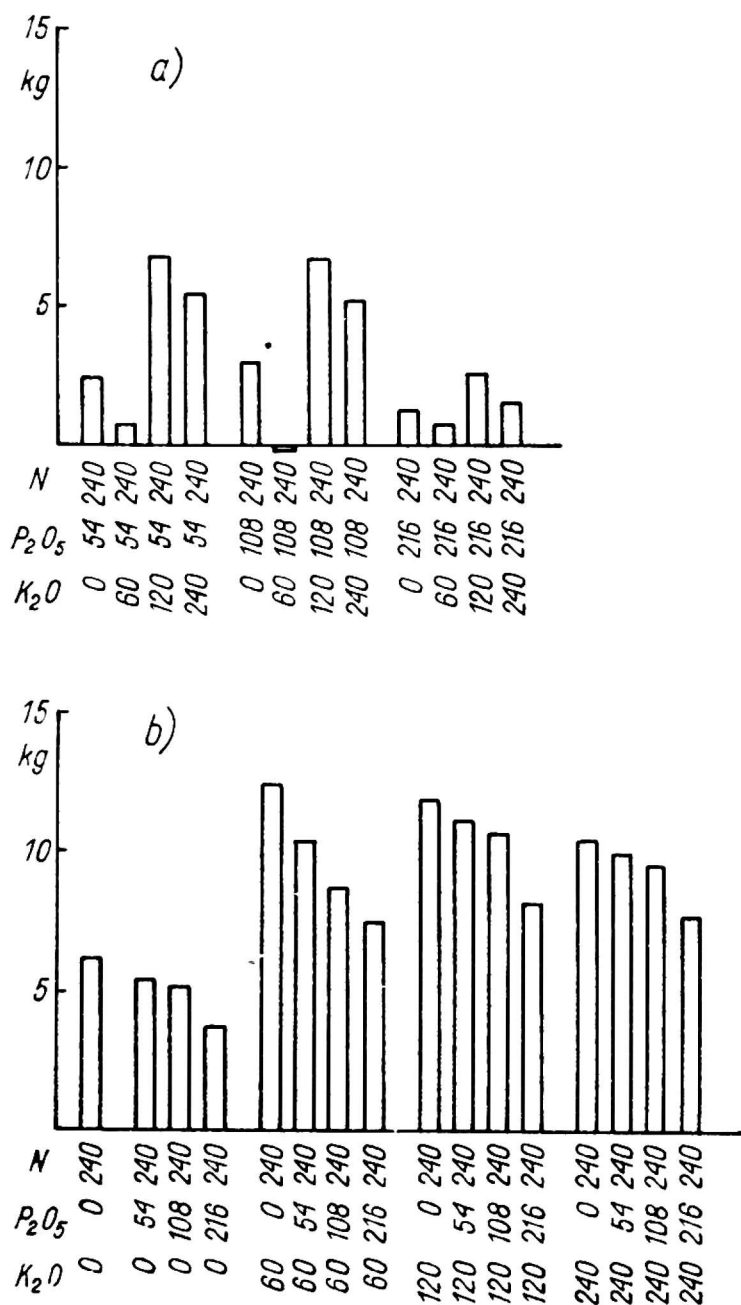 15
kg
a)
10
5
N 240 240 240 240 240 240 240 240 240 240 240 240
P₂O₅ 54 54 54 54 108 108 108 108 216 216 216 216
K₂O 0 60 120 240 0 60 120 240 0 60 120 240
15
kg
b)
10
5
N 240 240 240 240 240 240 240 240 240 240 240 240 240 240 240 240
P₂O₅ 0 54 108 216 0 54 108 216 0 54 108 216 0 54 108 216
K₂O 0 0 0 0 60 60 60 60 120 120 120 120 240 240 240 240